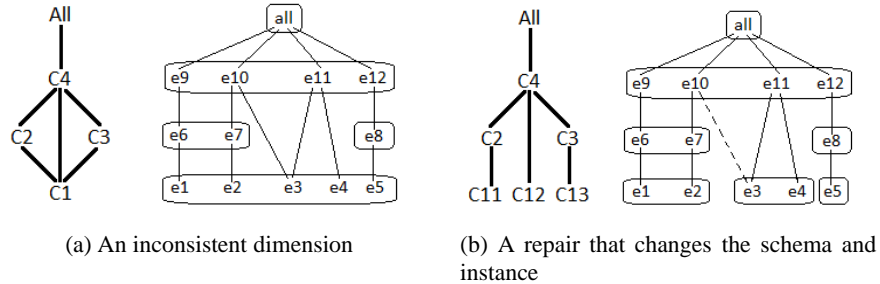 All
C4
C2 C3
C1
all
e9 e10 e11 e12
e6 e7 e8
e1 e2 e3 e4 e5
(a) An inconsistent dimension
All
C4
C2 C3
C11 C12 C13
all
e9 e10 e11 e12
e6 e7 e8
e1 e2 e3 e4 e5
(b) A repair that changes the schema and
instance